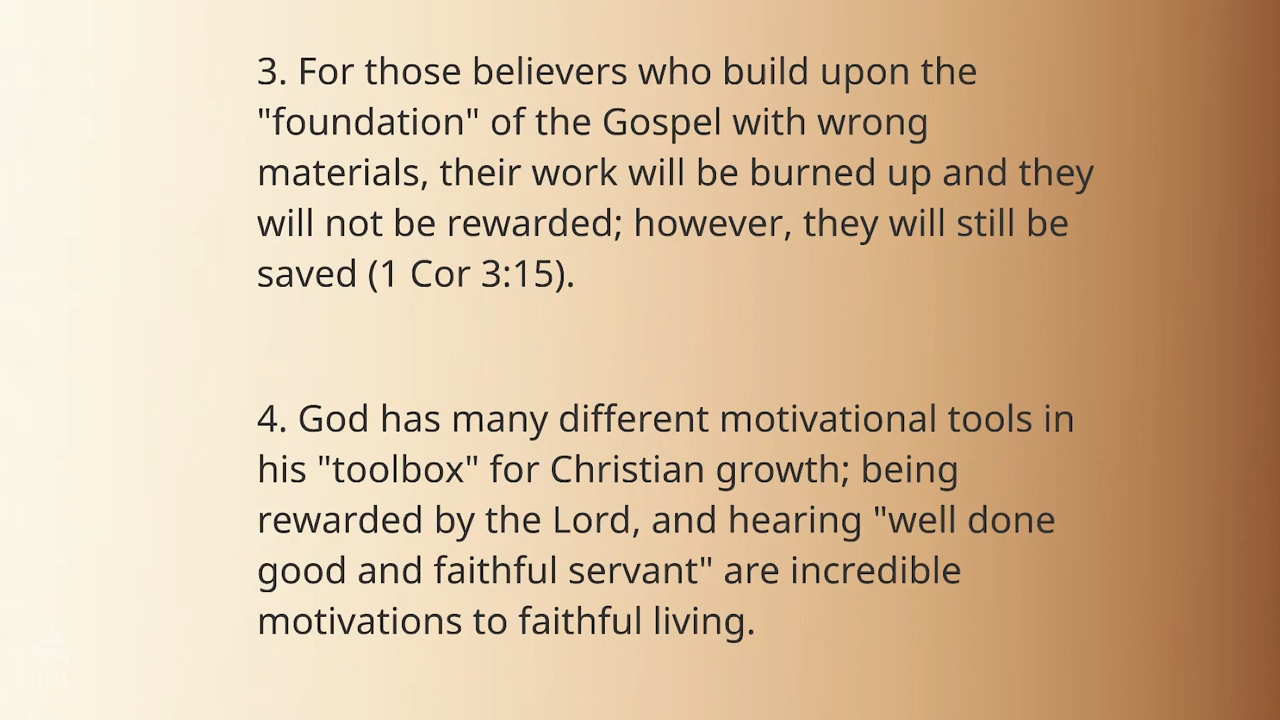 3. For those believers who build upon the
"foundation" of the Gospel with wrong
materials, their work will be burned up and they
will not be rewarded; however, they will still be
saved (1 Cor 3:15).
4. God has many different motivational tools in
his "toolbox" for Christian growth; being
rewarded by the Lord, and hearing "well done
good and faithful servant" are incredible
motivations to faithful living.